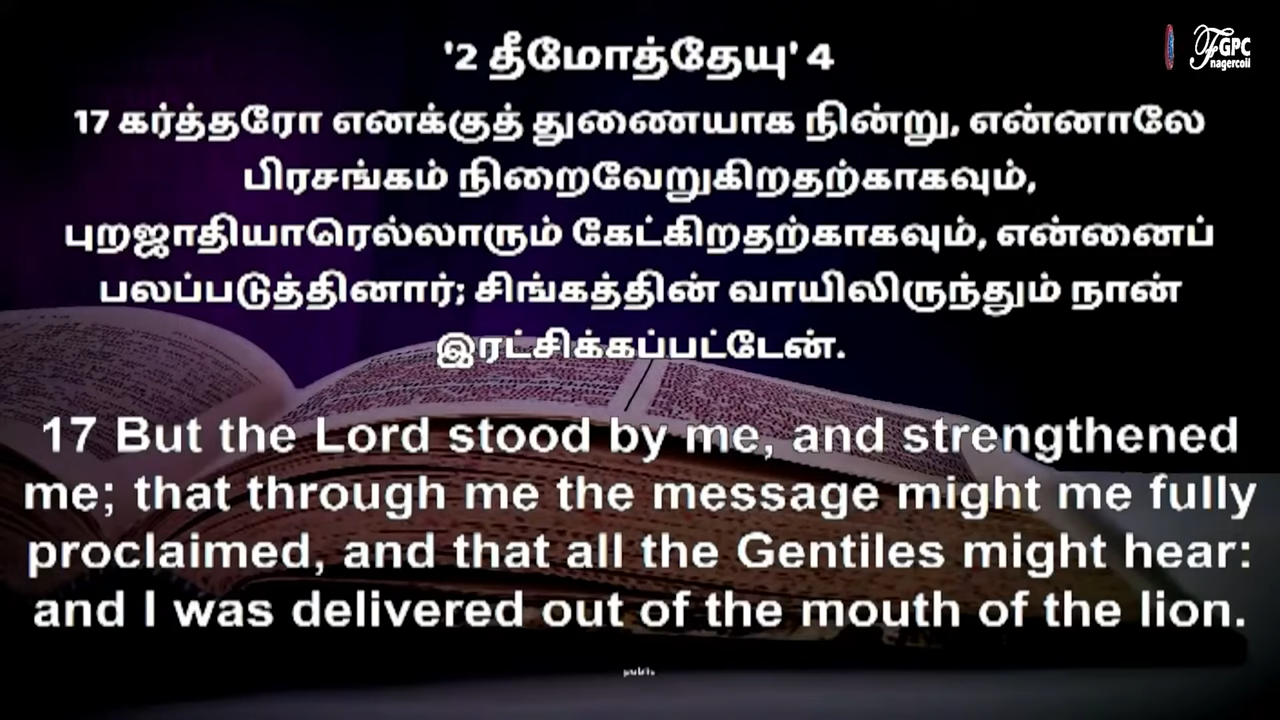 '2 தீமோத்தேயு' 4
FGPC
nagercoil
17 கர்த்தரோ எனக்குத் துணையாக நின்று, என்னாலே
பிரசங்கம் நிறைவேறுகிறதற்காகவும்,
புறஜாதியாரெல்லாரும் கேட்கிறதற்காகவும், என்னைப்
பலப்படுத்தினார்; சிங்கத்தின் வாயிலிருந்தும் நான்
இரட்சிக்கப்பட்டேன்.
17 But the Lord stood by me, and strengthened
me; that through me the message might me fully
proclaimed, and that all the Gentiles might hear:
and I was delivered out of the mouth of the lion.